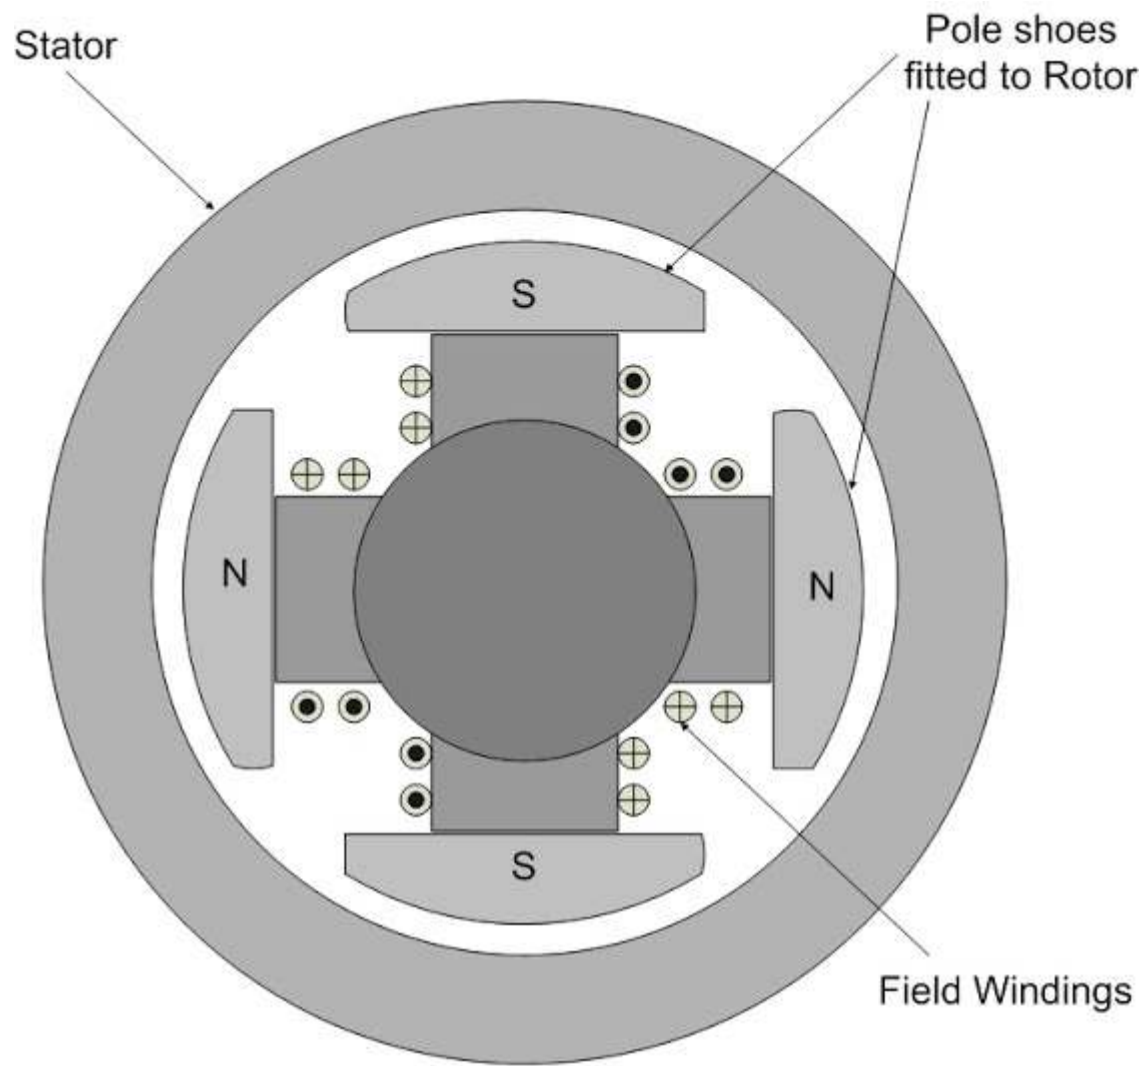 Stator
Pole shoes
fitted to Rotor
S
N
N
S
Field Windings